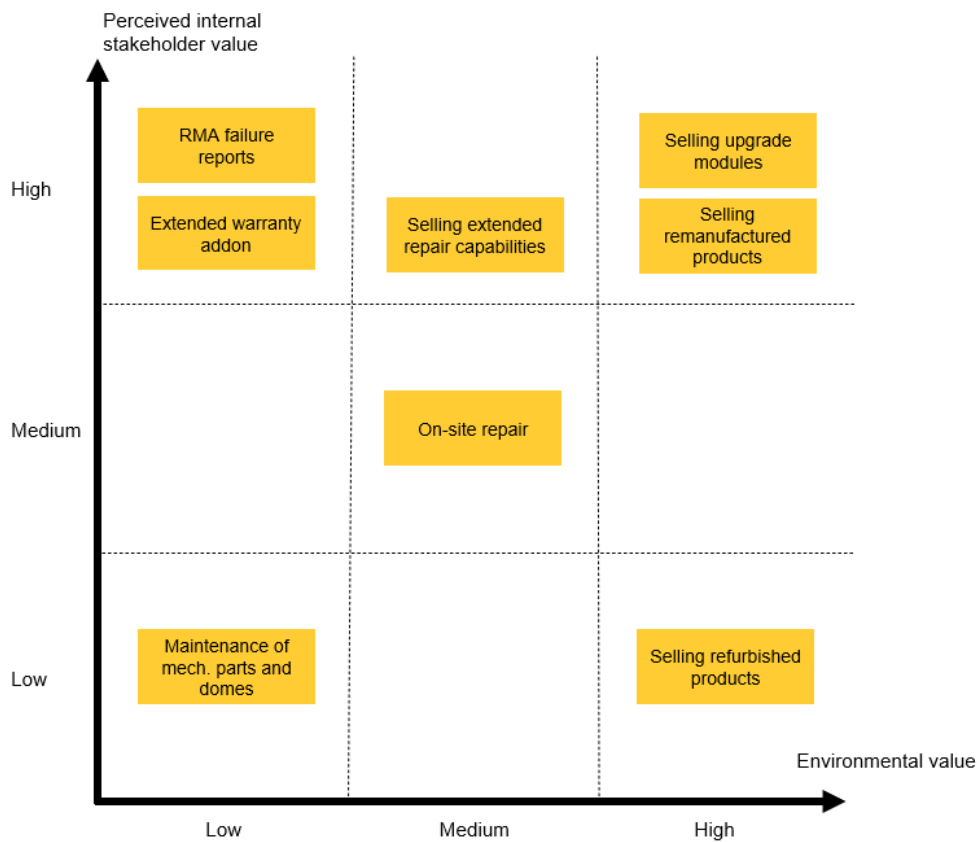 Perceived internal
stakeholder value
High
RMA failure
reports
Selling upgrade
modules
Extended warranty
addon
Selling extended
repair capabilities
Selling
remanufactured
products
Medium
On-site repair
Low
Maintenance of
mech. parts and
domes
Selling refurbished
products
Environmental value
Low
Medium
High